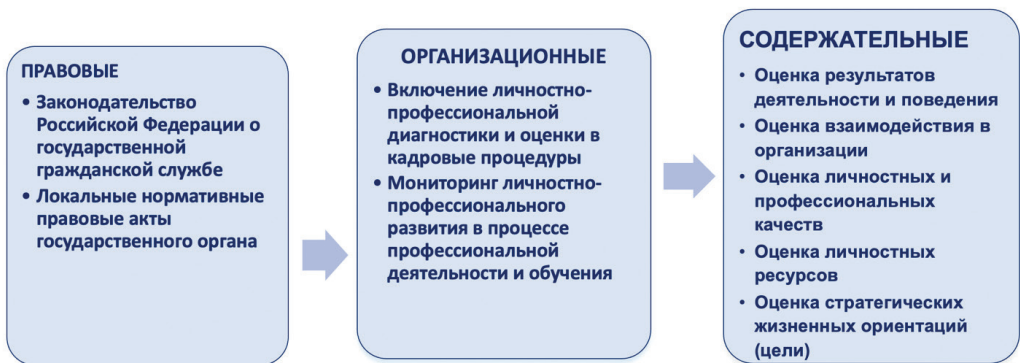 ПРАВОВЫЕ
• Законодательство
Российской Федерации о
государственной
гражданской службе
• Локальные нормативные
правовые акты
государственного органа
ОРГАНИЗАЦИОННЫЕ
• Включение личностно-
профессиональной
диагностики и оценки в
кадровые процедуры
• Мониторинг личностно-
профессионального
развития в процессе
профессиональной
деятельности и обучения
СОДЕРЖАТЕЛЬНЫЕ
• Оценка результатов
деятельности и поведения
• Оценка взаимодействия в
организации
• Оценка личностных и
профессиональных
качеств
• Оценка личностных
ресурсов
• Оценка стратегических
жизненных ориентаций
(цели)